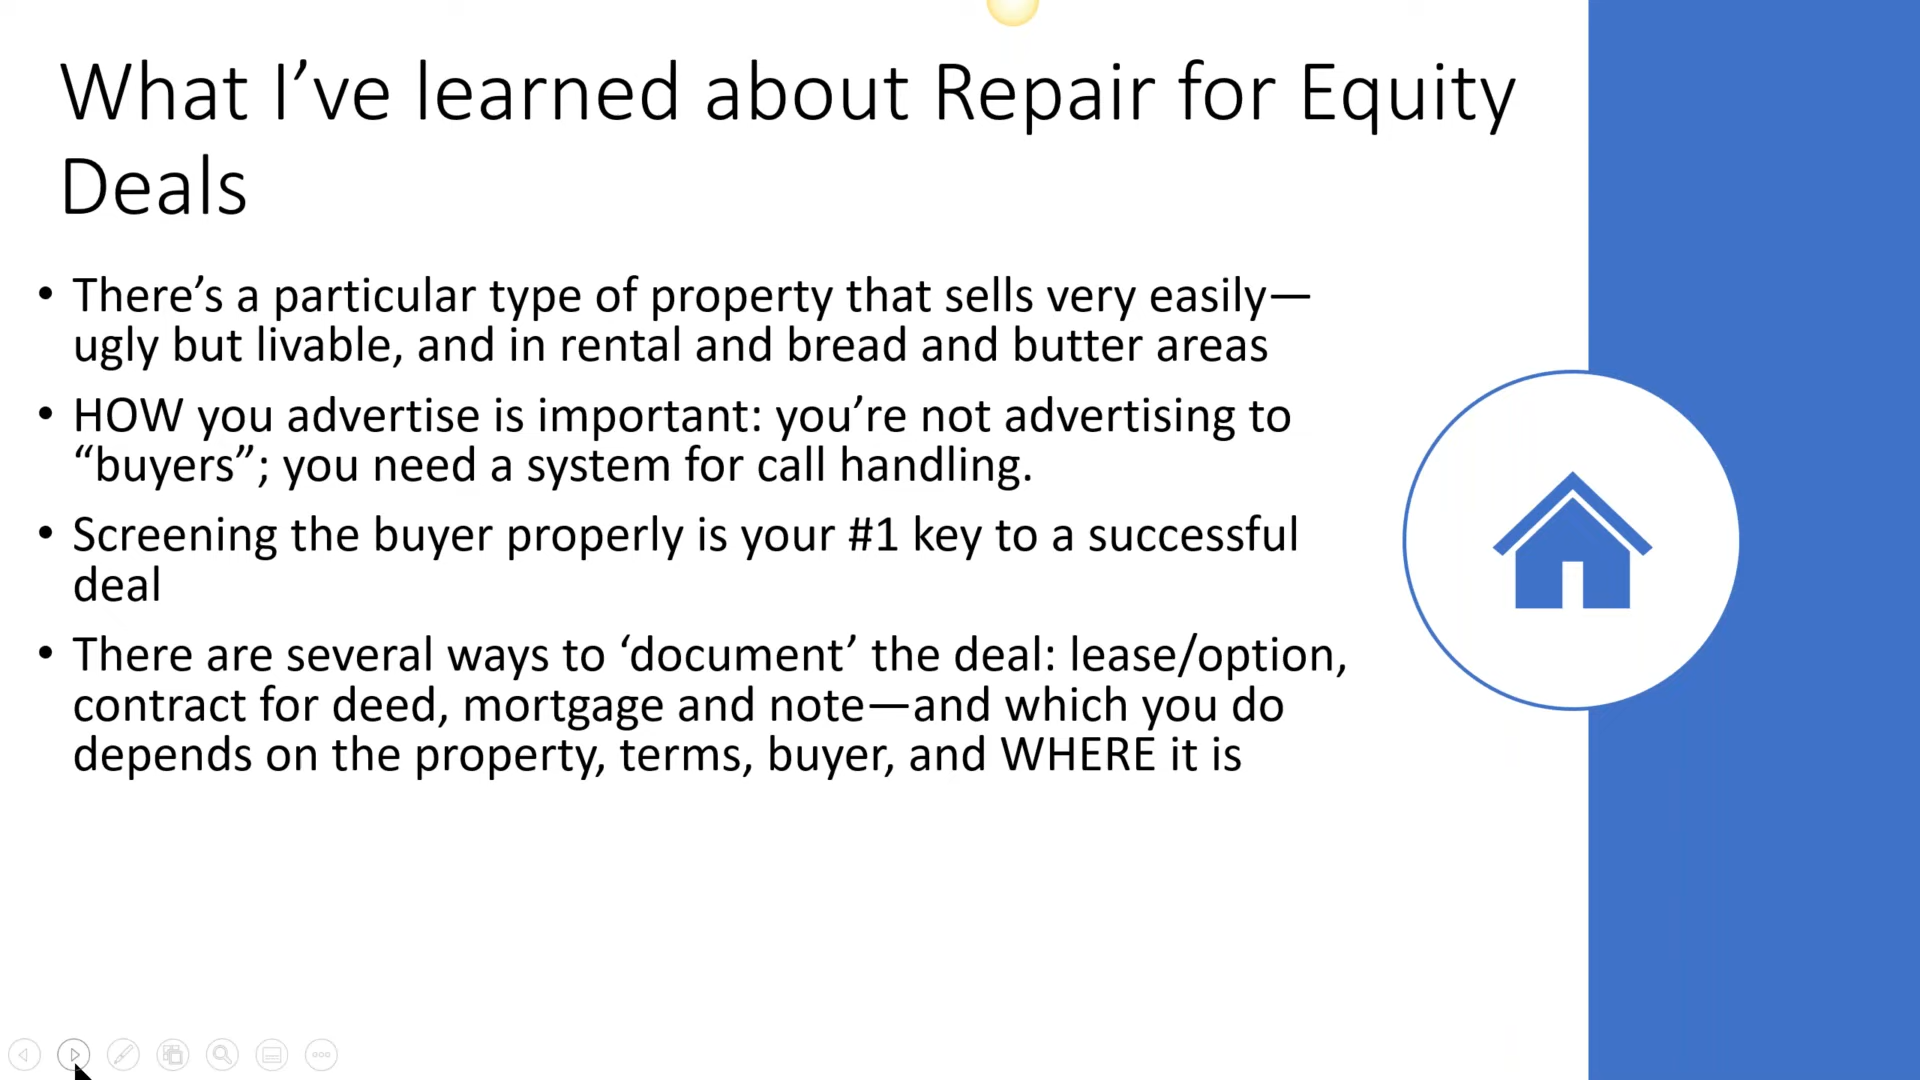 What I’ve learned about Repair for Equity
Deals
• There’s a particular type of property that sells very easily—
ugly but livable, and in rental and bread and butter areas
• HOW you advertise is important: you’re not advertising to
“buyers”; you need a system for call handling.
• Screening the buyer properly is your #1 key to a successful
deal
• There are several ways to ‘document’ the deal: lease/option,
contract for deed, mortgage and note—and which you do
depends on the property, terms, buyer, and WHERE it is